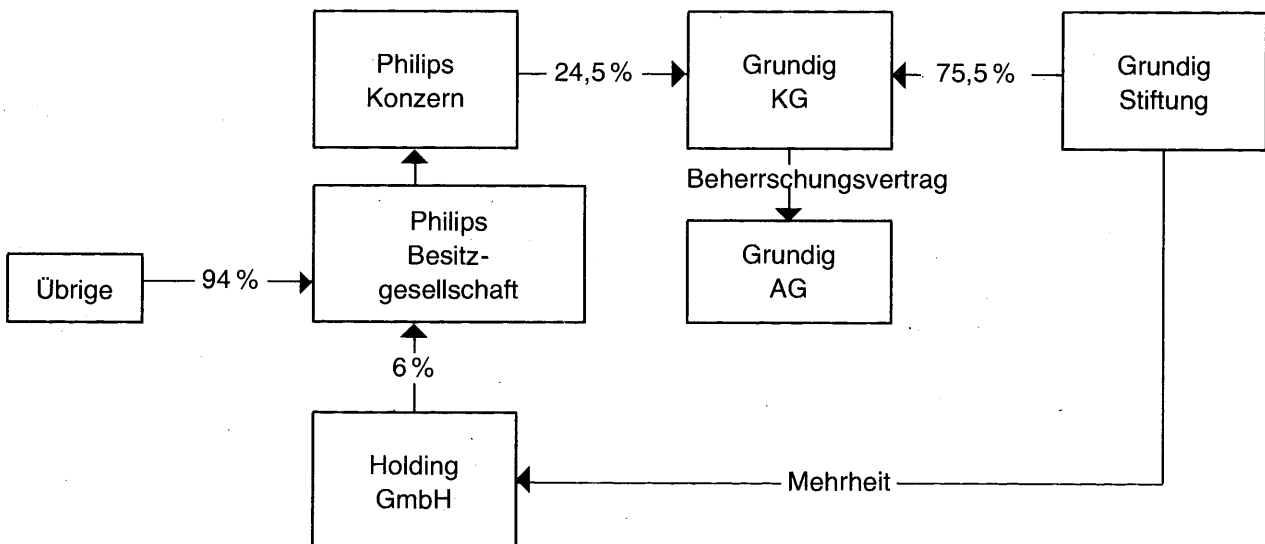 Philips
Konzern
24,5 %
Grundig
KG
75,5 %
Grundig
Stiftung
Beherrschungsvertrag
Philips
Besitz-
gesellschaft
Übrige
94 %
Grundig
AG
6 %
Holding
GmbH
Mehrheit